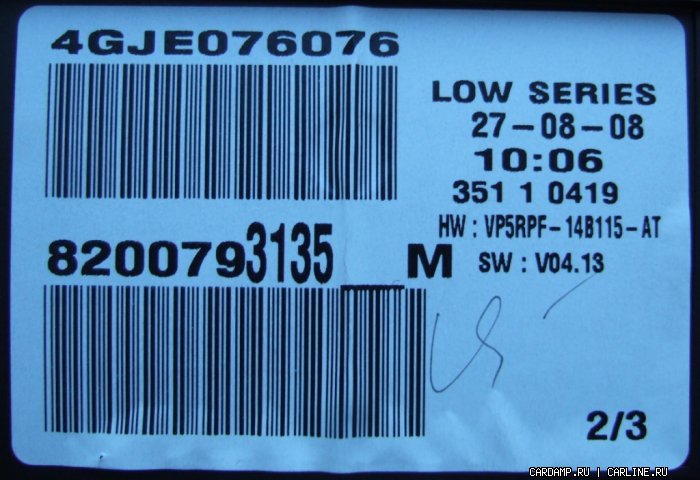 4GJE076076
LOW SERIES
27-08-08
10:06
351 1 0419
HW : VP5RPF-14B115-AT
SW : V04.13
8200793135__M
2/3
CARDAMP.RU | CARLINE.RU